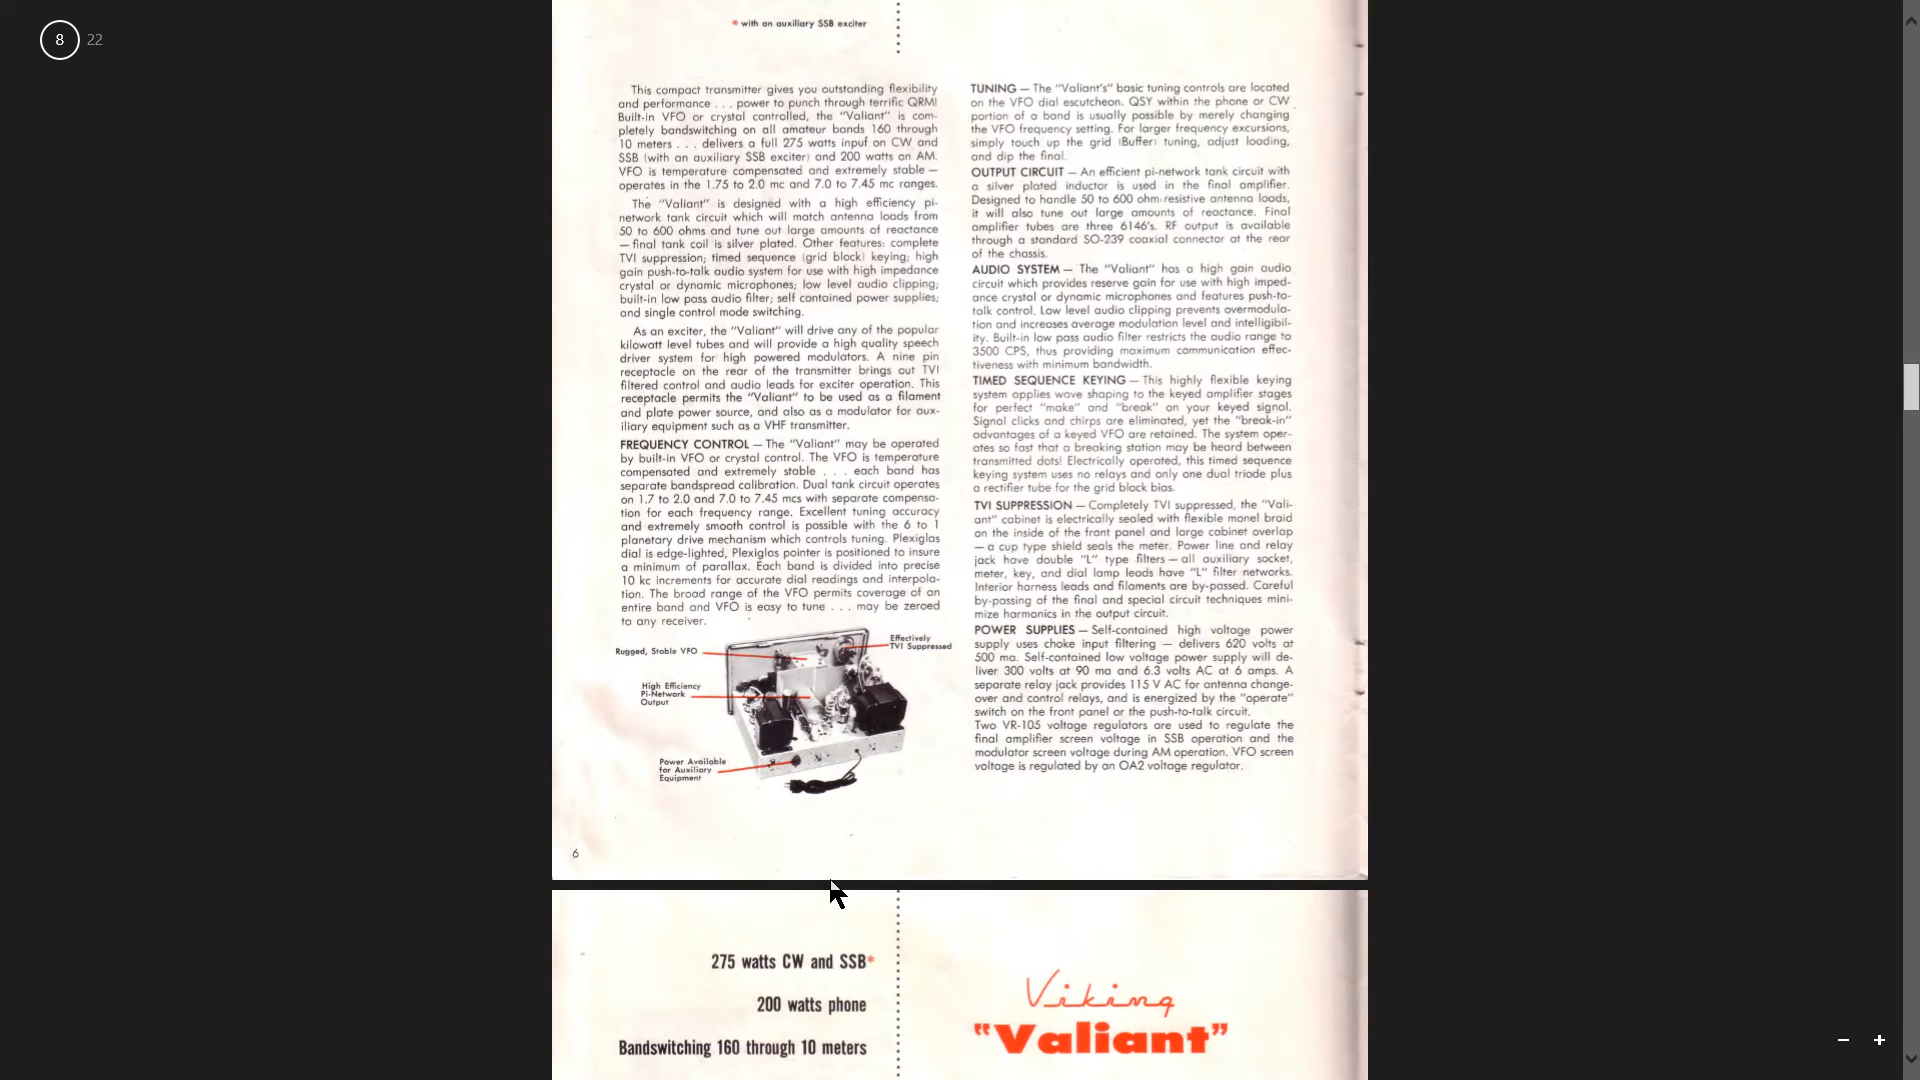 8 22
* with an auxiliary SSB exciter
This compact transmitter gives you outstanding flexibility
and performance . . . power to punch through terrific QRM!
Built-in VFO or crystal controlled, the "Valiant" is com-
pletely bandswitching on all amateur bands 160 through
10 meters . . . delivers a full 275 watts input on CW and
SSB (with an auxiliary SSB exciter) and 200 watts on AM.
VFO is temperature compensated and extremely stable —
operates in the 1.75 to 2.0 mc and 7.0 to 7.45 mc ranges.
The "Valiant" is designed with a high efficiency pi-
network tank circuit which will match antenna loads from
50 to 600 ohms and tune out large amounts of reactance
— final tank coil is silver plated. Other features: complete
TVI suppression; timed sequence (grid block) keying; high
gain push-to-talk audio system for use with high impedance
crystal or dynamic microphones; low level audio clipping;
built-in low pass audio filter; self contained power supplies;
and single control mode switching.
As an exciter, the "Valiant" will drive any of the popular
kilowatt level tubes and will provide a high quality speech
driver system for high powered modulators. A nine pin
receptacle on the rear of the transmitter brings out TVI
filtered control and audio leads for exciter operation. This
receptacle permits the "Valiant" to be used as a filament
and plate power source, and also as a modulator for aux-
iliary equipment such as a VHF transmitter.
FREQUENCY CONTROL — The "Valiant" may be operated
by built-in VFO or crystal control. The VFO is temperature
compensated and extremely stable . . . each band has
separate bandspread calibration. Dual tank circuit operates
on 1.7 to 2.0 and 7.0 to 7.45 mcs with separate compensa-
tion for each frequency range. Excellent tuning accuracy
and extremely smooth control is possible with the 6 to 1
planetary drive mechanism which controls tuning. Plexiglas
dial is edge-lighted, Plexiglas pointer is positioned to insure
a minimum of parallax. Each band is divided into precise
10 kc increments for accurate dial readings and interpola-
tion. The broad range of the VFO permits coverage of an
entire band and VFO is easy to tune . . . may be zeroed
to any receiver.
Rugged, Stable VFO
Effectively
TVI Suppressed
High Efficiency
Pi-Network
Output
Power Available
for Auxiliary
Equipment
6
TUNING — The "Valiant's" basic tuning controls are located
on the VFO dial escutcheon. QSY within the phone or CW
portion of a band is usually possible by merely changing
the VFO frequency setting. For larger frequency excursions,
simply touch up the grid (Buffer) tuning, adjust loading,
and dip the final.
OUTPUT CIRCUIT — An efficient pi-network tank circuit with
a silver plated inductor is used in the final amplifier.
Designed to handle 50 to 600 ohm resistive antenna loads,
it will also tune out large amounts of reactance. Final
amplifier tubes are three 6146's. RF output is available
through a standard SO-239 coaxial connector at the rear
of the chassis.
AUDIO SYSTEM — The "Valiant" has a high gain audio
circuit which provides reserve gain for use with high imped-
ance crystal or dynamic microphones and features push-to-
talk control. Low level audio clipping prevents overmodula-
tion and increases average modulation level and intelligibil-
ity. Built-in low pass audio filter restricts the audio range to
3500 CPS, thus providing maximum communication effec-
tiveness with minimum bandwidth.
TIMED SEQUENCE KEYING — This highly flexible keying
system applies wave shaping to the keyed amplifier stages
for perfect "make" and "break" on your keyed signal.
Signal clicks and chirps are eliminated, yet the "break-in"
advantages of a keyed VFO are retained. The system oper-
ates so fast that a breaking station may be heard between
transmitted dots! Electrically operated, this timed sequence
keying system uses no relays and only one dual triode plus
a rectifier tube for the grid block bias.
TVI SUPPRESSION — Completely TVI suppressed, the "Vali-
ant" cabinet is electrically sealed with flexible monel braid
on the inside of the front panel and large cabinet overlap
— a cup type shield seals the meter. Power line and relay
jack have double "L" type filters — all auxiliary socket,
meter, key, and dial lamp leads have "L" filter networks.
Interior harness leads and filaments are by-passed. Careful
by-passing of the final and special circuit techniques mini-
mize harmonics in the output circuit.
POWER SUPPLIES — Self-contained high voltage power
supply uses choke input filtering — delivers 620 volts at
500 ma. Self-contained low voltage power supply will de-
liver 300 volts at 90 ma and 6.3 volts AC at 6 amps. A
separate relay jack provides 115 V AC for antenna change-
over and control relays, and is energized by the "operate"
switch on the front panel or the push-to-talk circuit.
Two VR-105 voltage regulators are used to regulate the
final amplifier screen voltage in SSB operation and the
modulator screen voltage during AM operation. VFO screen
voltage is regulated by an OA2 voltage regulator.
275 watts CW and SSB*
200 watts phone
Bandswitching 160 through 10 meters
Viking
"Valiant"